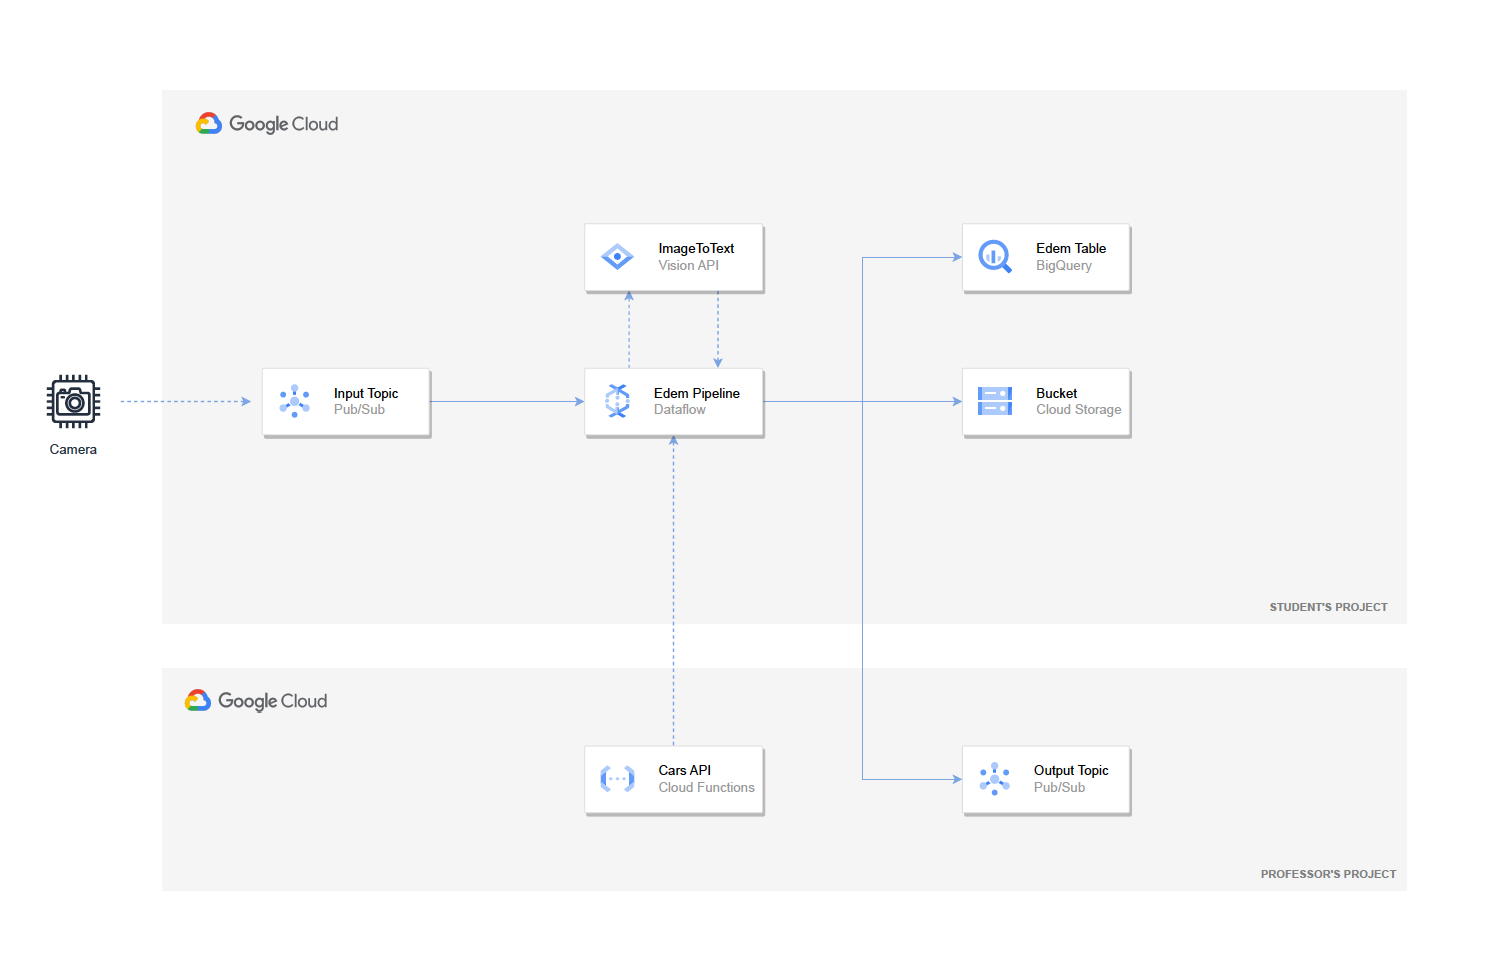 Google Cloud
ImageToText
Vision API
Edem Table
BigQuery
Camera
Input Topic
Pub/Sub
Edem Pipeline
Dataflow
Bucket
Cloud Storage
STUDENT'S PROJECT
Google Cloud
Cars API
Cloud Functions
Output Topic
Pub/Sub
PROFESSOR'S PROJECT